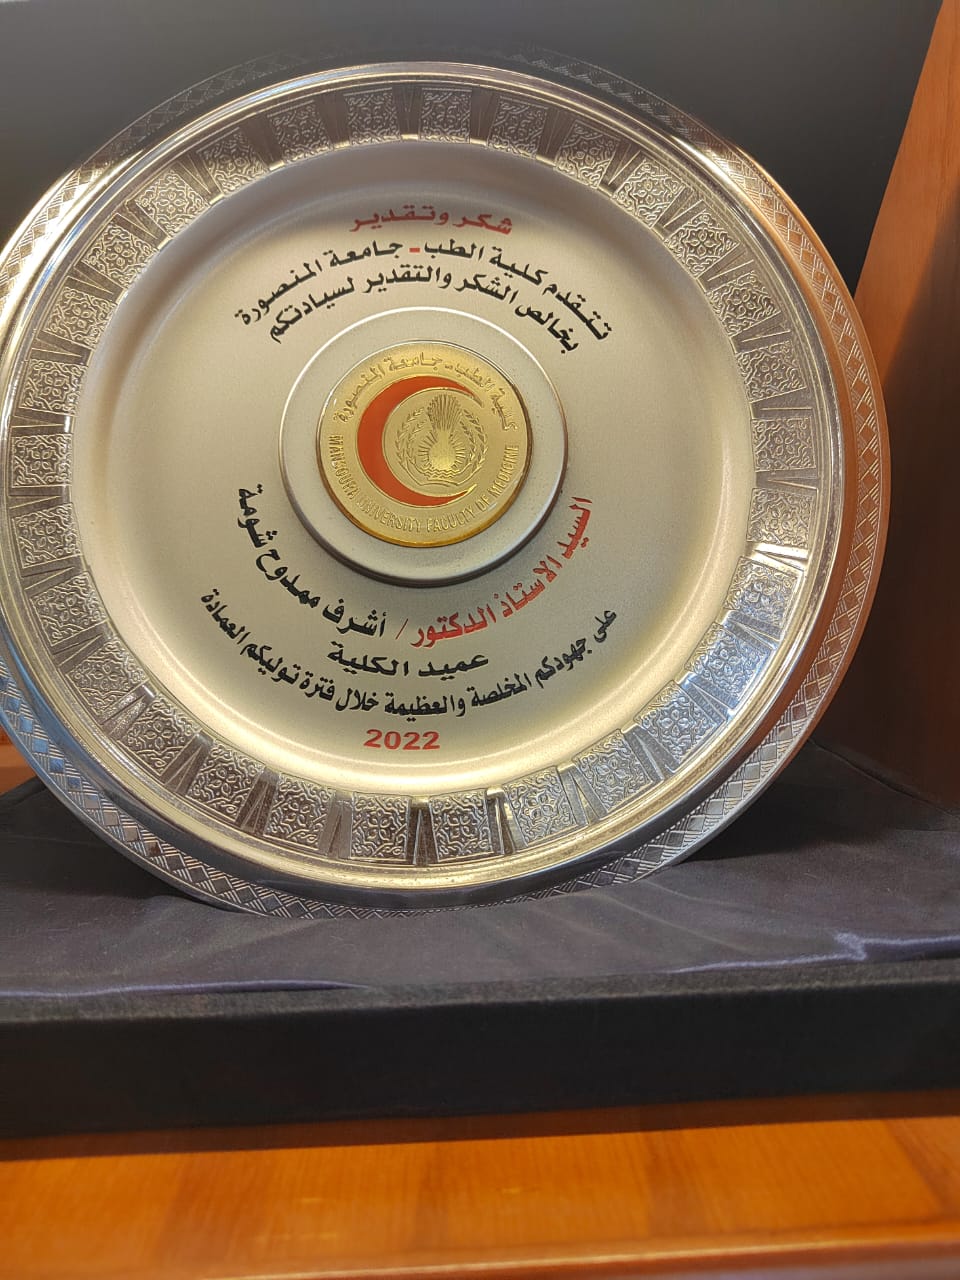 شكر وتقدير
تتقدم كلية الطب - جامعة المنصورة
بخالص الشكر والتقدير لسيادتكم
كلية الطب - جامعة المنصورة
MANSOURA UNIVERSITY FACULTY OF MEDICINE
السيد الاستاذ الدكتور / أشرف ممدوح شومة
عميد الكلية
على جهودكم المخلصة والعظيمة خلال فترة توليكم العمادة
2022